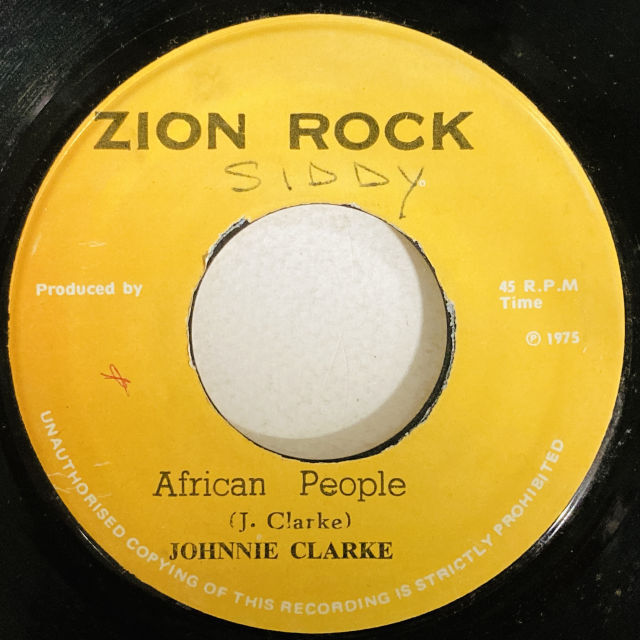 ZION ROCK
SIDDY
Produced by
45 R.P.M
Time
℗ 1975
African People
(J. Clarke)
JOHNNIE CLARKE
UNAUTHORISED COPYING OF THIS RECORDING IS STRICTLY PROHIBITED